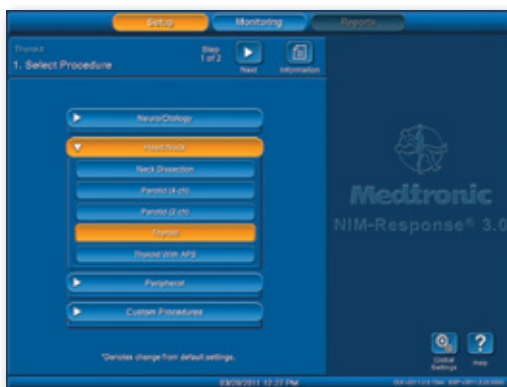 Setup
Monitoring
Reports
Thyroid
Step
1 of 2
1. Select Procedure
Next
Information
Neuro/Otology
Head/Neck
Neck Dissection
Parotid (4 ch)
Parotid (2 ch)
Thyroid
Thyroid With APS
Peripheral
Custom Procedures
Medtronic
NIM-Response® 3.0
*Denotes change from default settings.
Global
Settings
Help
03/29/2011 12:27 PM